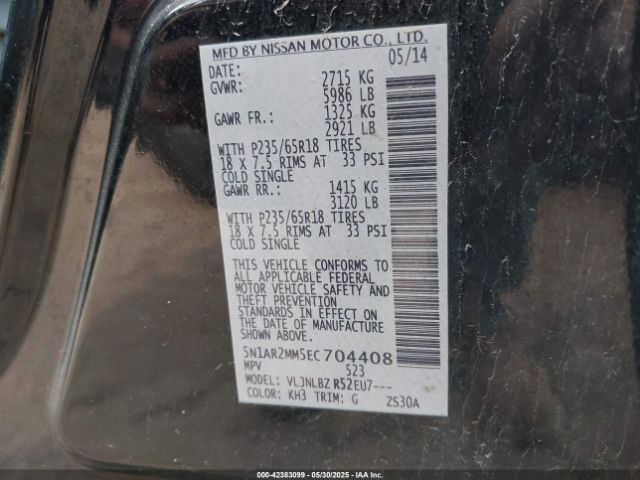 MFD BY NISSAN MOTOR CO., LTD.
DATE: 05/14
GVWR: 2715 KG
5986 LB
GAWR FR.: 1325 KG
2921 LB
WITH P235/65R18 TIRES
18 X 7.5 RIMS AT 33 PSI
COLD SINGLE
GAWR RR.: 1415 KG
3120 LB
WITH P235/65R18 TIRES
18 X 7.5 RIMS AT 33 PSI
COLD SINGLE
THIS VEHICLE CONFORMS TO
ALL APPLICABLE FEDERAL
MOTOR VEHICLE SAFETY AND
THEFT PREVENTION
STANDARDS IN EFFECT ON
THE DATE OF MANUFACTURE
SHOWN ABOVE.
5N1AR2MM5EC704408
MPV 523
MODEL: VLJNLBZ R52EU7---
COLOR: KH3 TRIM: G ZS30A
000-42383099 - 05/30/2025 - IAAI.COM